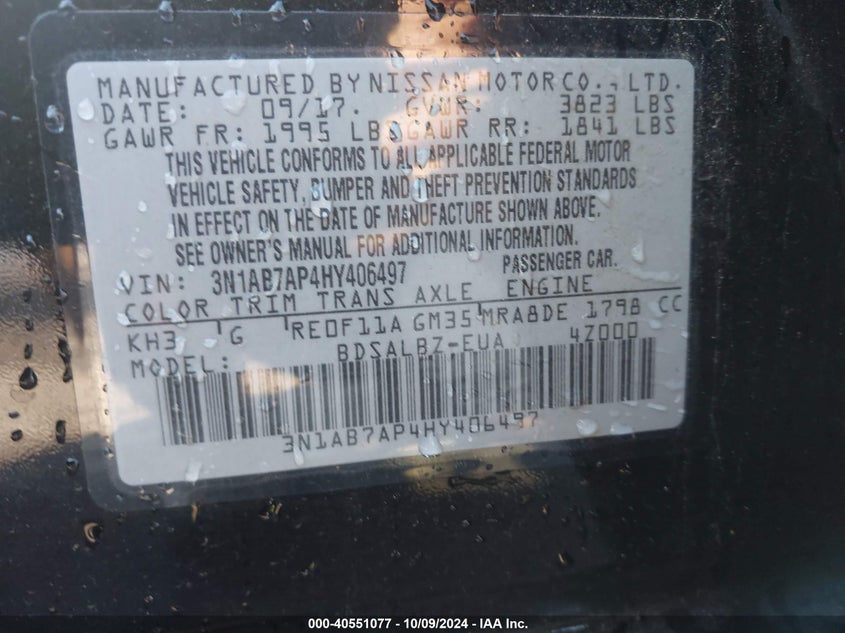 MANUFACTURED BY NISSAN MOTOR CO., LTD.
DATE: 09/17. GVWR: 3823 LBS
GAWR FR: 1995 LBS GAWR RR: 1841 LBS
THIS VEHICLE CONFORMS TO ALL APPLICABLE FEDERAL MOTOR
VEHICLE SAFETY, BUMPER AND THEFT PREVENTION STANDARDS
IN EFFECT ON THE DATE OF MANUFACTURE SHOWN ABOVE.
SEE OWNER'S MANUAL FOR ADDITIONAL INFORMATION.
VIN: 3N1AB7AP4HY406497 PASSENGER CAR.
COLOR TRIM TRANS AXLE ENGINE
KH3 G RE0F11A GM35 MRA8DE 1798 CC
MODEL: BDSALBZ-EUA 4Z000
3N1AB7AP4HY406497
000-40551077 - 10/09/2024 - IAA Inc.